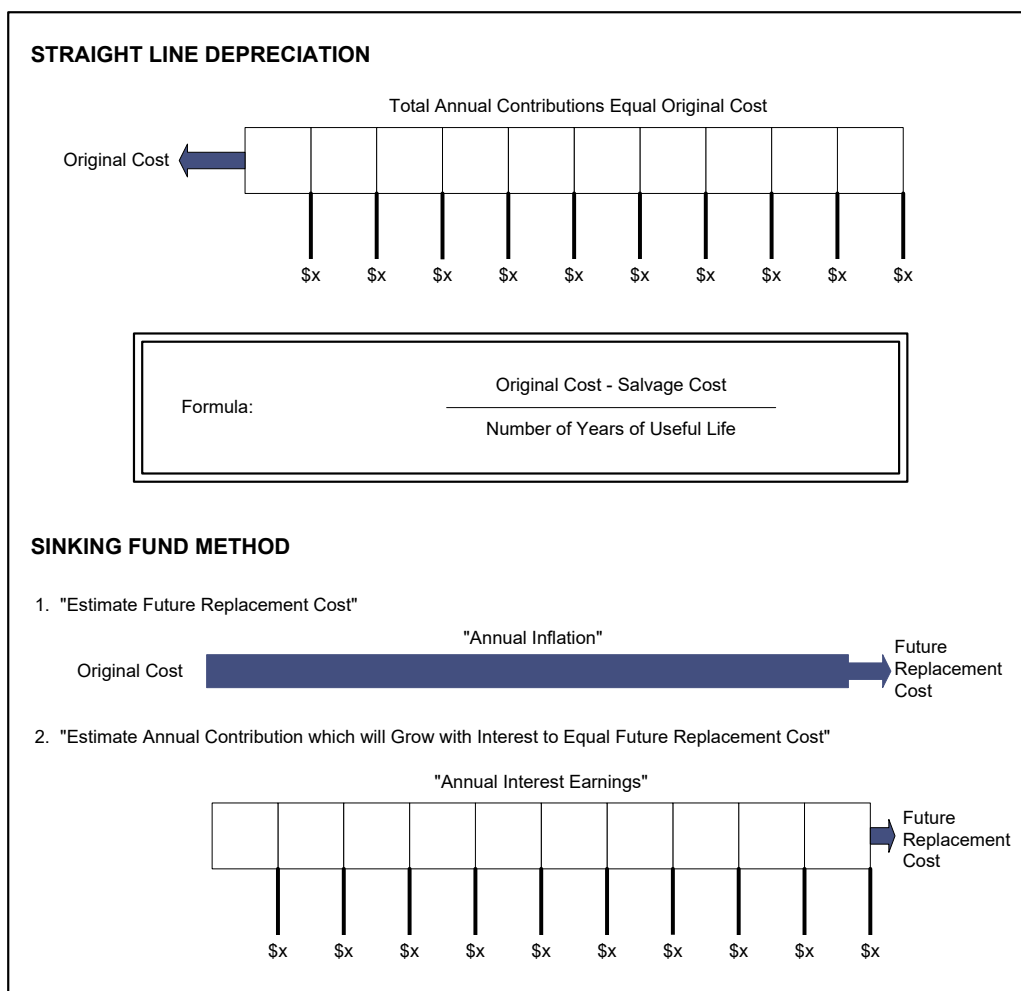 STRAIGHT LINE DEPRECIATION
Total Annual Contributions Equal Original Cost
Original Cost
$x $x $x $x $x $x $x $x $x $x
Formula:
Original Cost - Salvage Cost
Number of Years of Useful Life
SINKING FUND METHOD
1. "Estimate Future Replacement Cost"
"Annual Inflation"
Original Cost
Future
Replacement
Cost
2. "Estimate Annual Contribution which will Grow with Interest to Equal Future Replacement Cost"
"Annual Interest Earnings"
Future
Replacement
Cost
$x $x $x $x $x $x $x $x $x $x